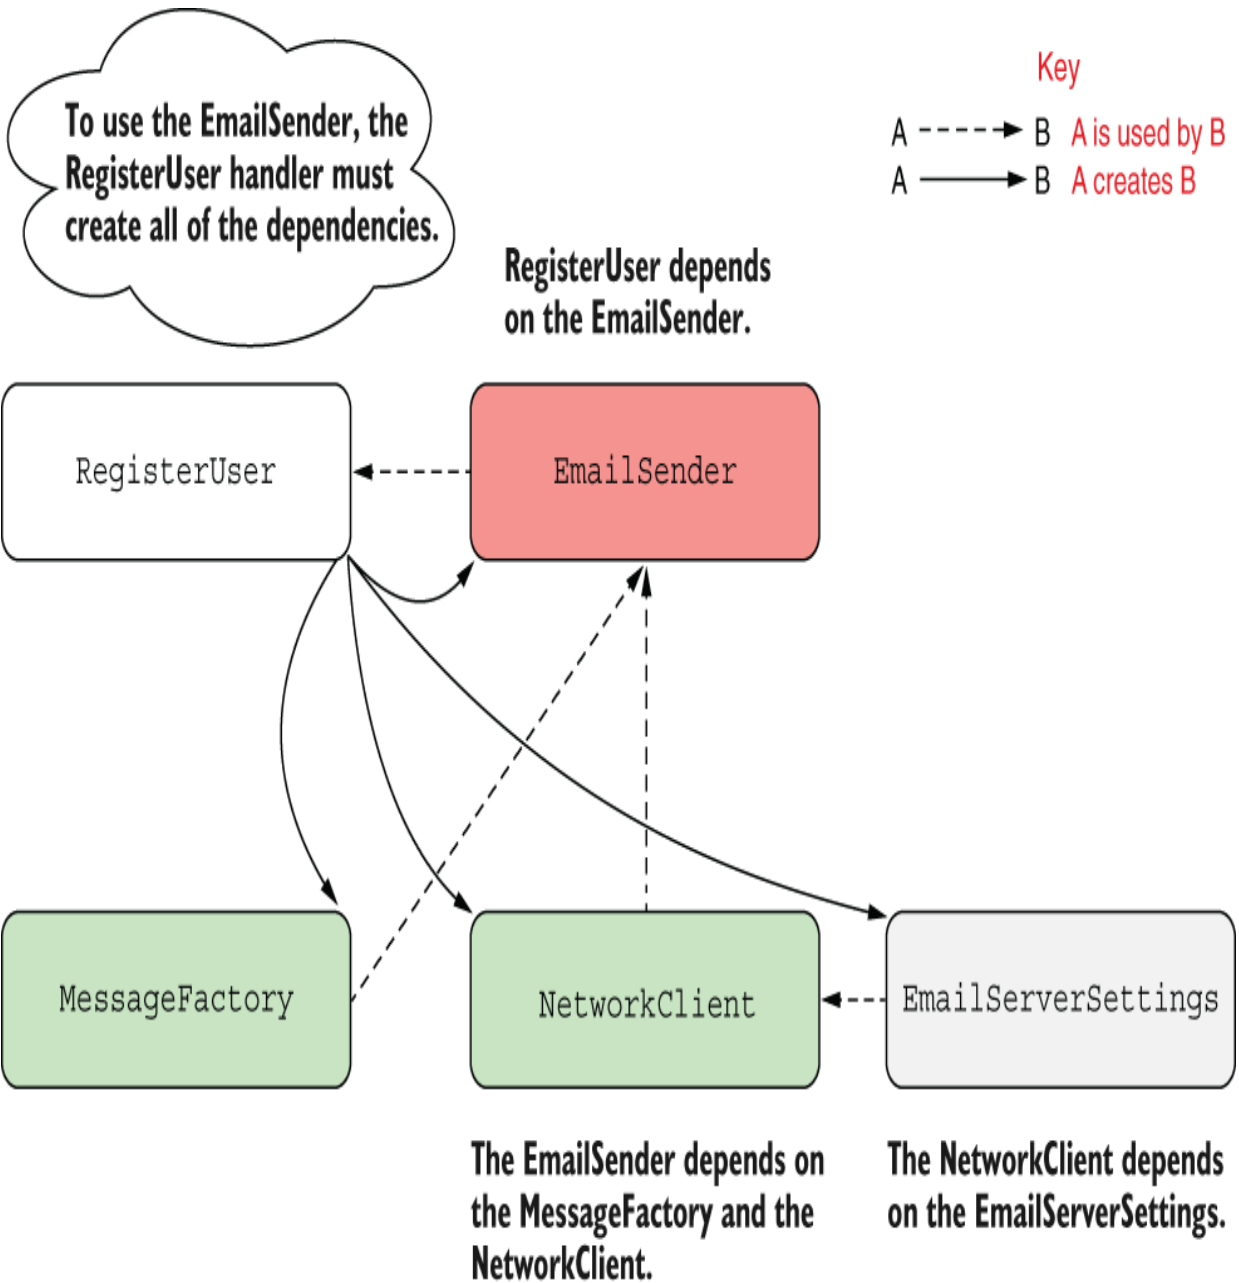 To use the EmailSender, the
RegisterUser handler must
create all of the dependencies.
Key
A B A is used by B
A B A creates B
RegisterUser depends
on the EmailSender.
RegisterUser
EmailSender
MessageFactory
NetworkClient
EmailServerSettings
The EmailSender depends on
the MessageFactory and the
NetworkClient.
The NetworkClient depends
on the EmailServerSettings.